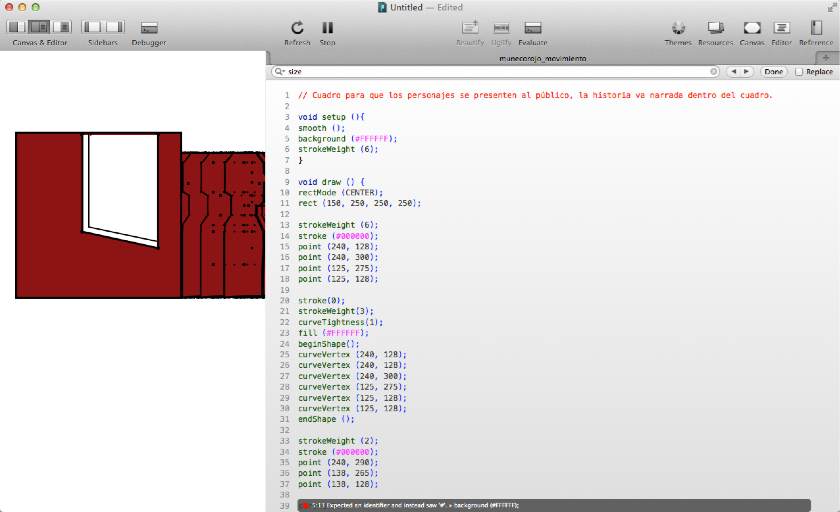 Untitled — Edited
Canvas & Editor
Sidebars
Debugger
Refresh
Stop
Beautify
Uglify
Evaluate
Themes
Resources
Canvas
Editor
Reference
munecorojo_movimiento
size
Done
Replace
1 // Cuadro para que los personajes se presenten al público, la historia va narrada dentro del cuadro.
2
3 void setup (){
4 smooth ();
5 background (#FFFFFF);
6 strokeWeight (6);
7 }
8
9 void draw () {
10 rectMode (CENTER);
11 rect (150, 250, 250, 250);
12
13 strokeWeight (6);
14 stroke (#000000);
15 point (240, 128);
16 point (240, 300);
17 point (125, 275);
18 point (125, 128);
19
20 stroke(0);
21 strokeWeight(3);
22 curveTightness(1);
23 fill (#FFFFFF);
24 beginShape();
25 curveVertex (240, 128);
26 curveVertex (240, 128);
27 curveVertex (240, 300);
28 curveVertex (125, 275);
29 curveVertex (125, 128);
30 curveVertex (125, 128);
31 endShape ();
32
33 strokeWeight (2);
34 stroke (#000000);
35 point (240, 290);
36 point (138, 265);
37 point (138, 128);
38
39
5:13 Expected an identifier and instead saw '#'. » background (#FFFFFF);